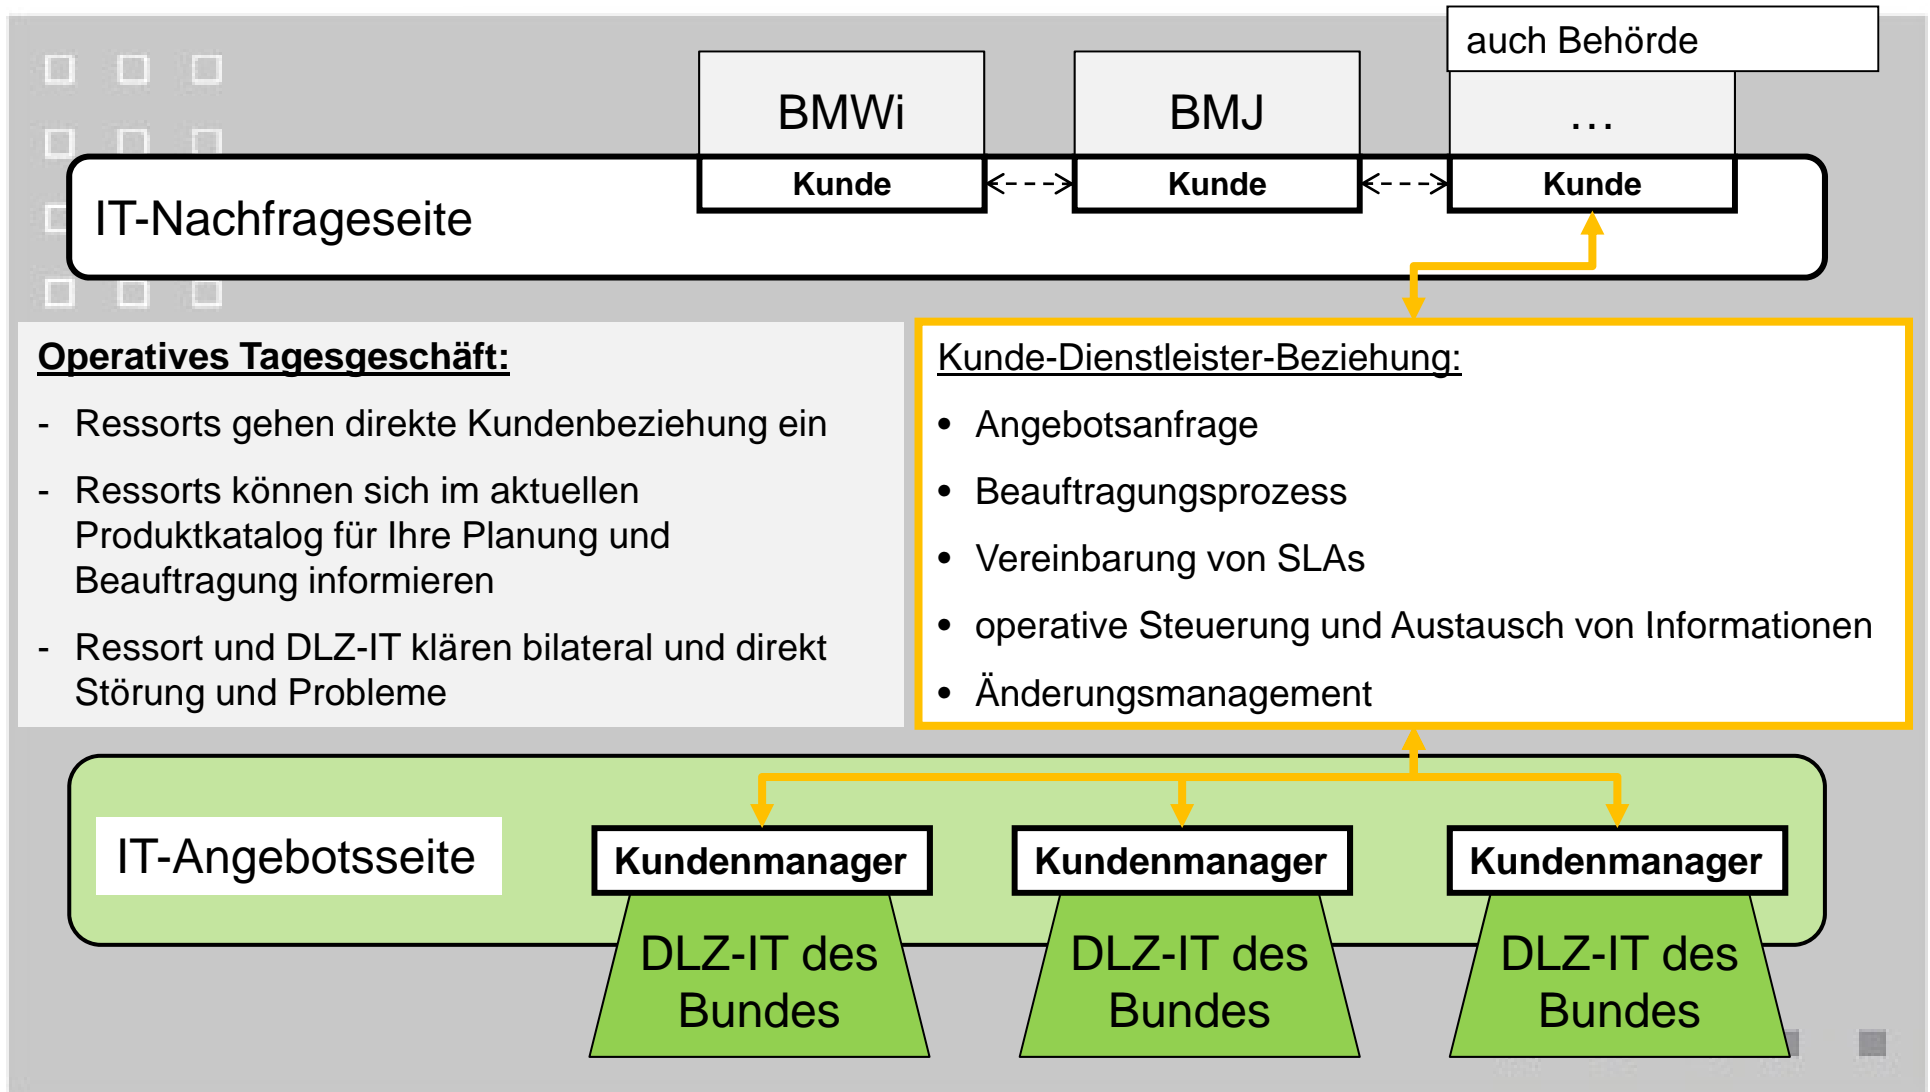 auch Behörde
BMWi
BMJ
…
Kunde
Kunde
Kunde
IT-Nachfrageseite
Operatives Tagesgeschäft:
- Ressorts gehen direkte Kundenbeziehung ein
- Ressorts können sich im aktuellen
Produktkatalog für Ihre Planung und
Beauftragung informieren
- Ressort und DLZ-IT klären bilateral und direkt
Störung und Probleme
Kunde-Dienstleister-Beziehung:
• Angebotsanfrage
• Beauftragungsprozess
• Vereinbarung von SLAs
• operative Steuerung und Austausch von Informationen
• Änderungsmanagement
IT-Angebotsseite
Kundenmanager
Kundenmanager
Kundenmanager
DLZ-IT des
Bundes
DLZ-IT des
Bundes
DLZ-IT des
Bundes